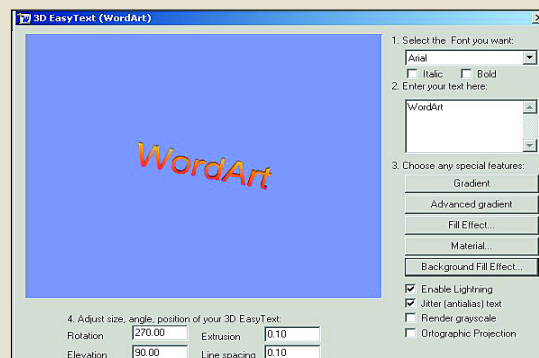 3D EasyText (WordArt)
1. Select the Font you want:
Arial
Italic Bold
2. Enter your text here:
WordArt
WordArt
3. Choose any special features:
Gradient
Advanced gradient
Fill Effect...
Material...
Background Fill Effect...
Enable Lightning
Jitter (antialias) text
Render grayscale
Ortographic Projection
4. Adjust size, angle, position of your 3D EasyText:
Rotation 270.00 Extrusion 0.10
Elevation 90.00 Line spacing 0.10